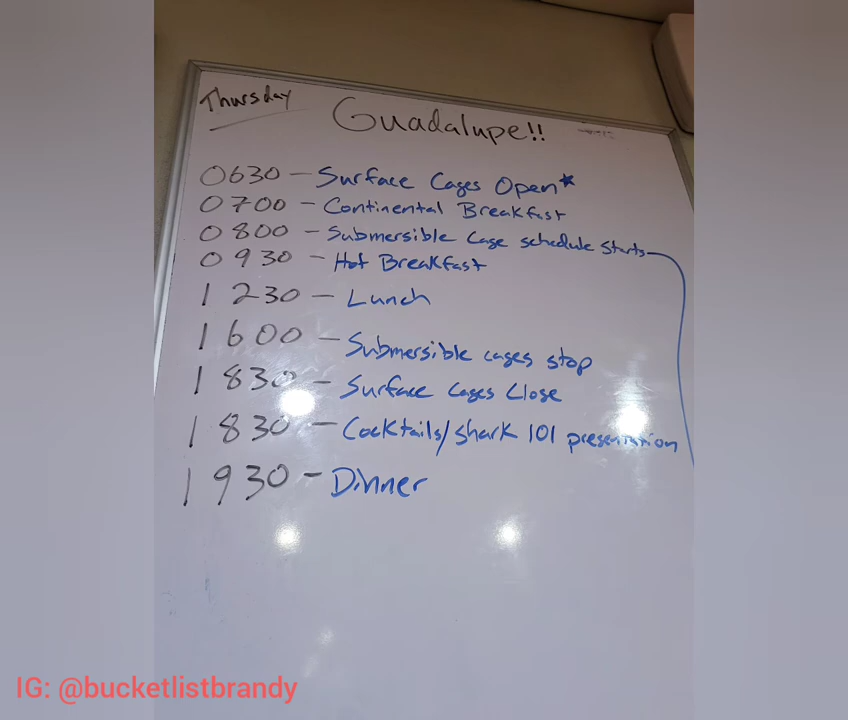 Thursday
Guadalupe!!
0630 - Surface Cages Open*
0700 - Continental Breakfast
0800 - Submersible Cage schedule starts
0930 - Hot Breakfast
1230 - Lunch
1600 - Submersible cages stop
1830 - Surface Cages Close
1830 - Cocktails/shark 101 presentation
1930 - Dinner
IG: @bucketlistbrandy